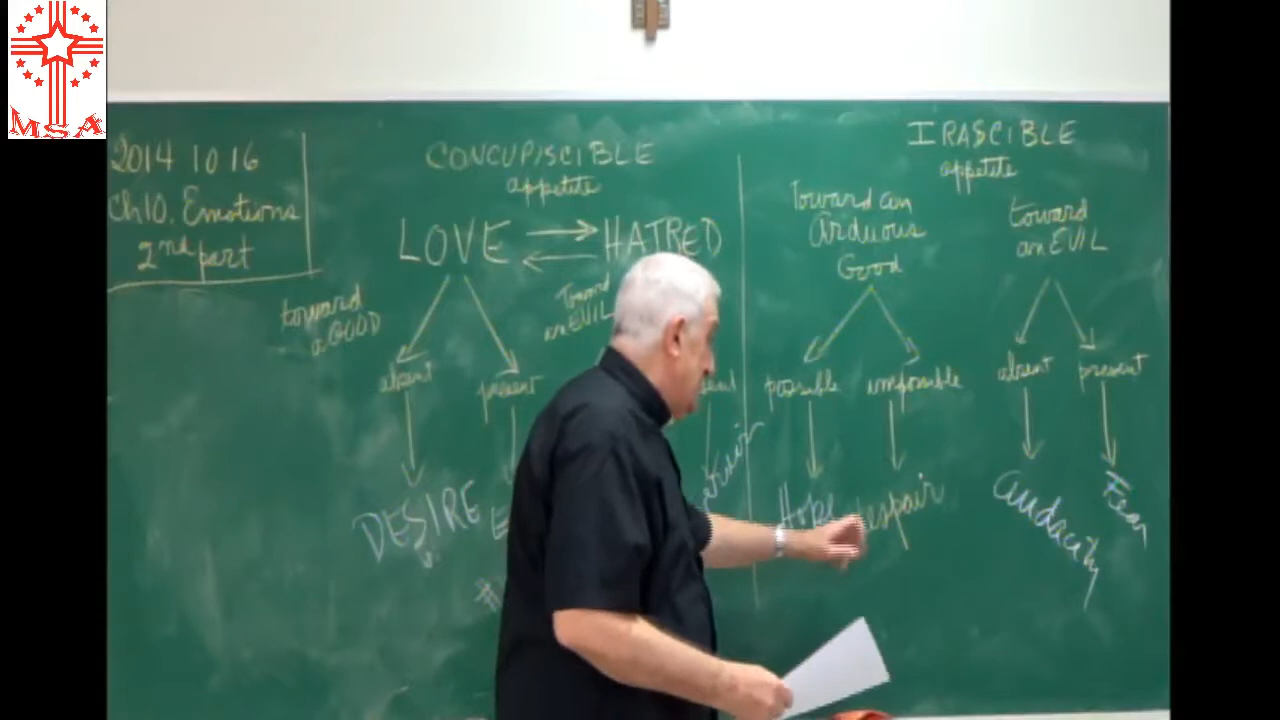 MSA
2014 10 16
Ch10. Emotions
2nd part
CONCUPISCIBLE
appetite
LOVE HATRED
toward
a GOOD
Toward
an EVIL
absent
present
DESIRE
IRASCIBLE
appetite
Toward an
Arduous
Good
toward
an EVIL
possible
impossible
absent
present
Hope
espair
audacity
Fear